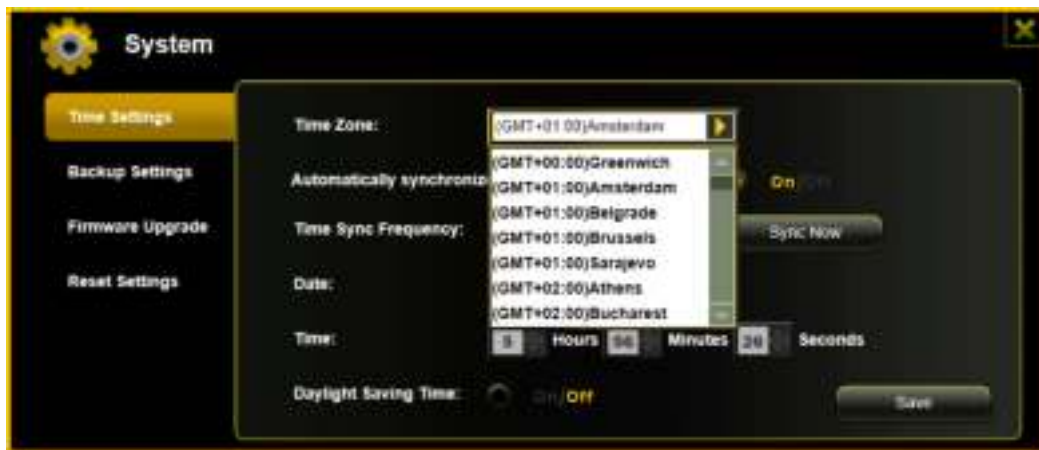 System
Time Settings
Backup Settings
Firmware Upgrade
Reset Settings
Time Zone: (GMT+01:00)Amsterdam
(GMT+00:00)Greenwich
(GMT+01:00)Amsterdam
(GMT+01:00)Belgrade
(GMT+01:00)Brussels
(GMT+01:00)Sarajevo
(GMT+02:00)Athens
(GMT+02:00)Bucharest
Automatically synchroniz On/Off
Time Sync Frequency: Sync Now
Date:
Time: Hours Minutes Seconds
Daylight Saving Time: On/Off
Save